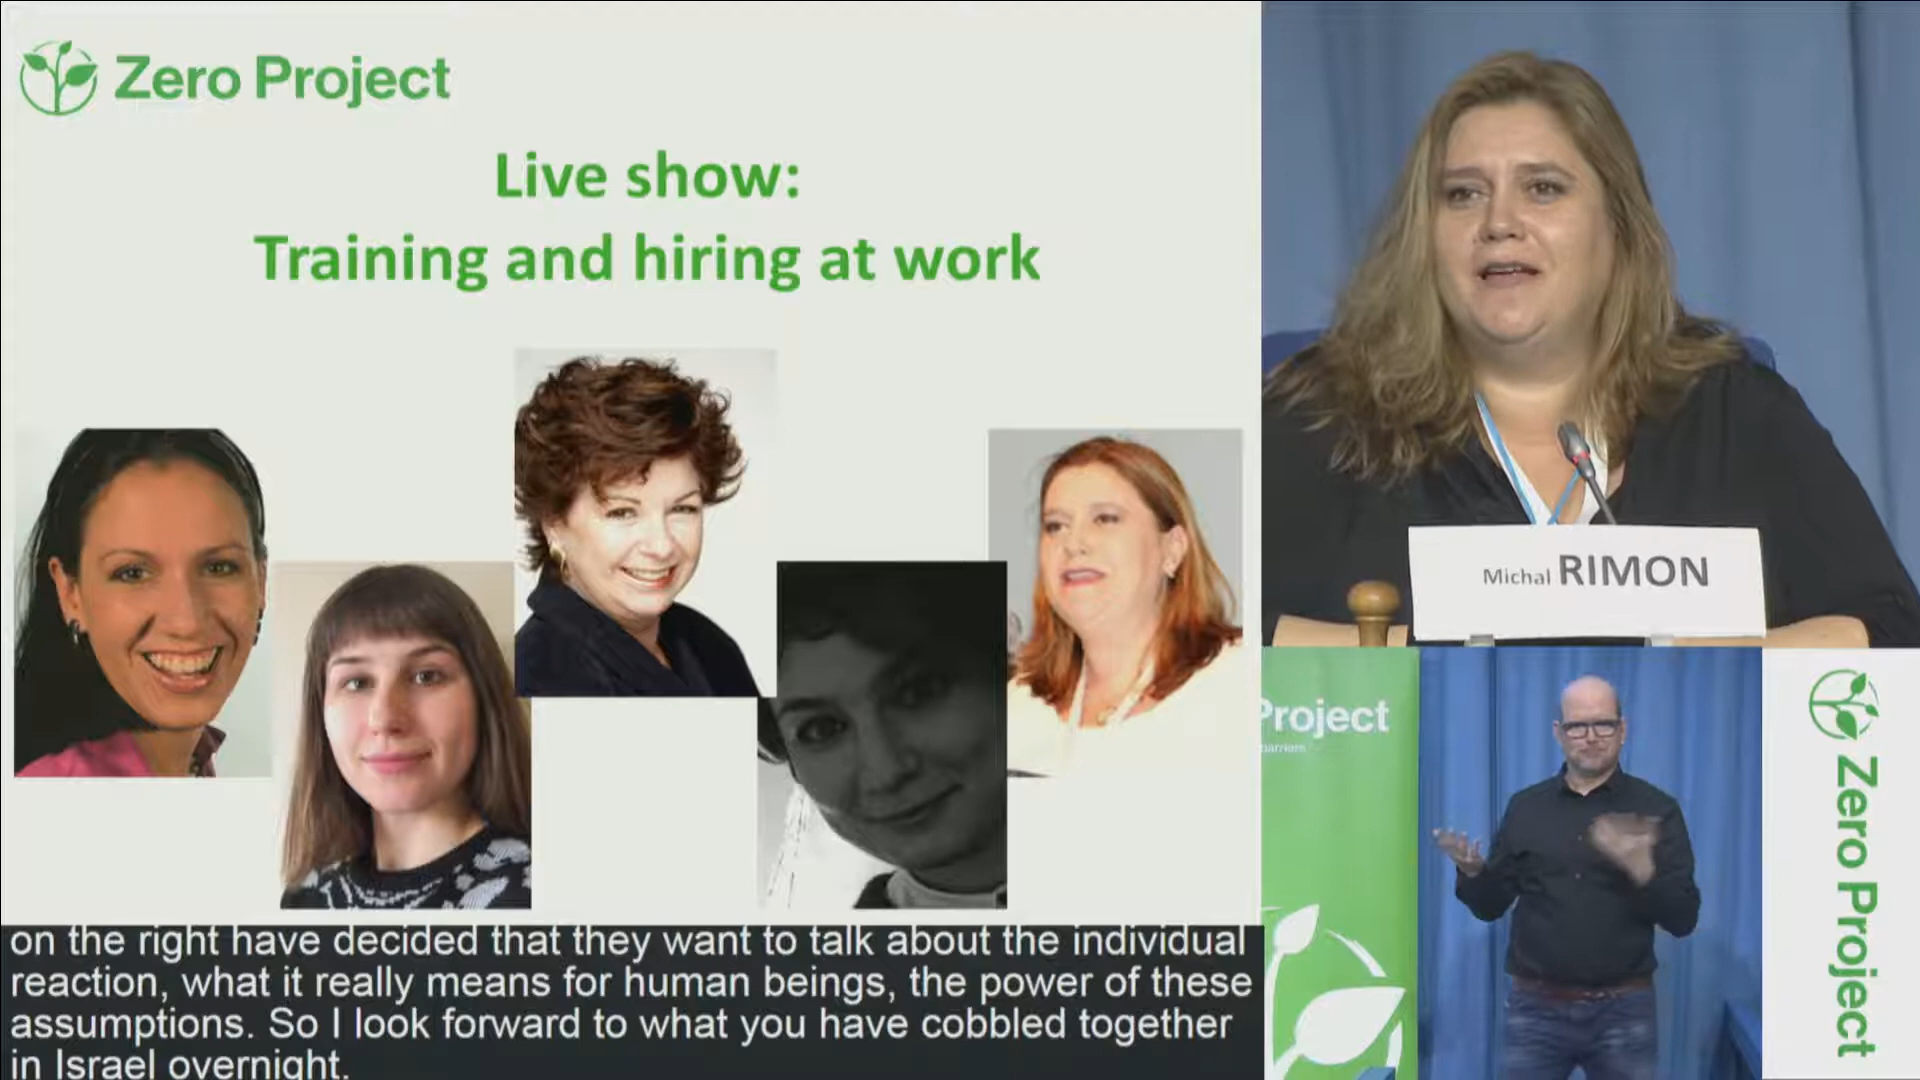 Zero Project
Live show:
Training and hiring at work
on the right have decided that they want to talk about the individual
reaction, what it really means for human beings, the power of these
assumptions. So I look forward to what you have cobbled together
in Israel overnight.
Michal RIMON
Project
Zero Project